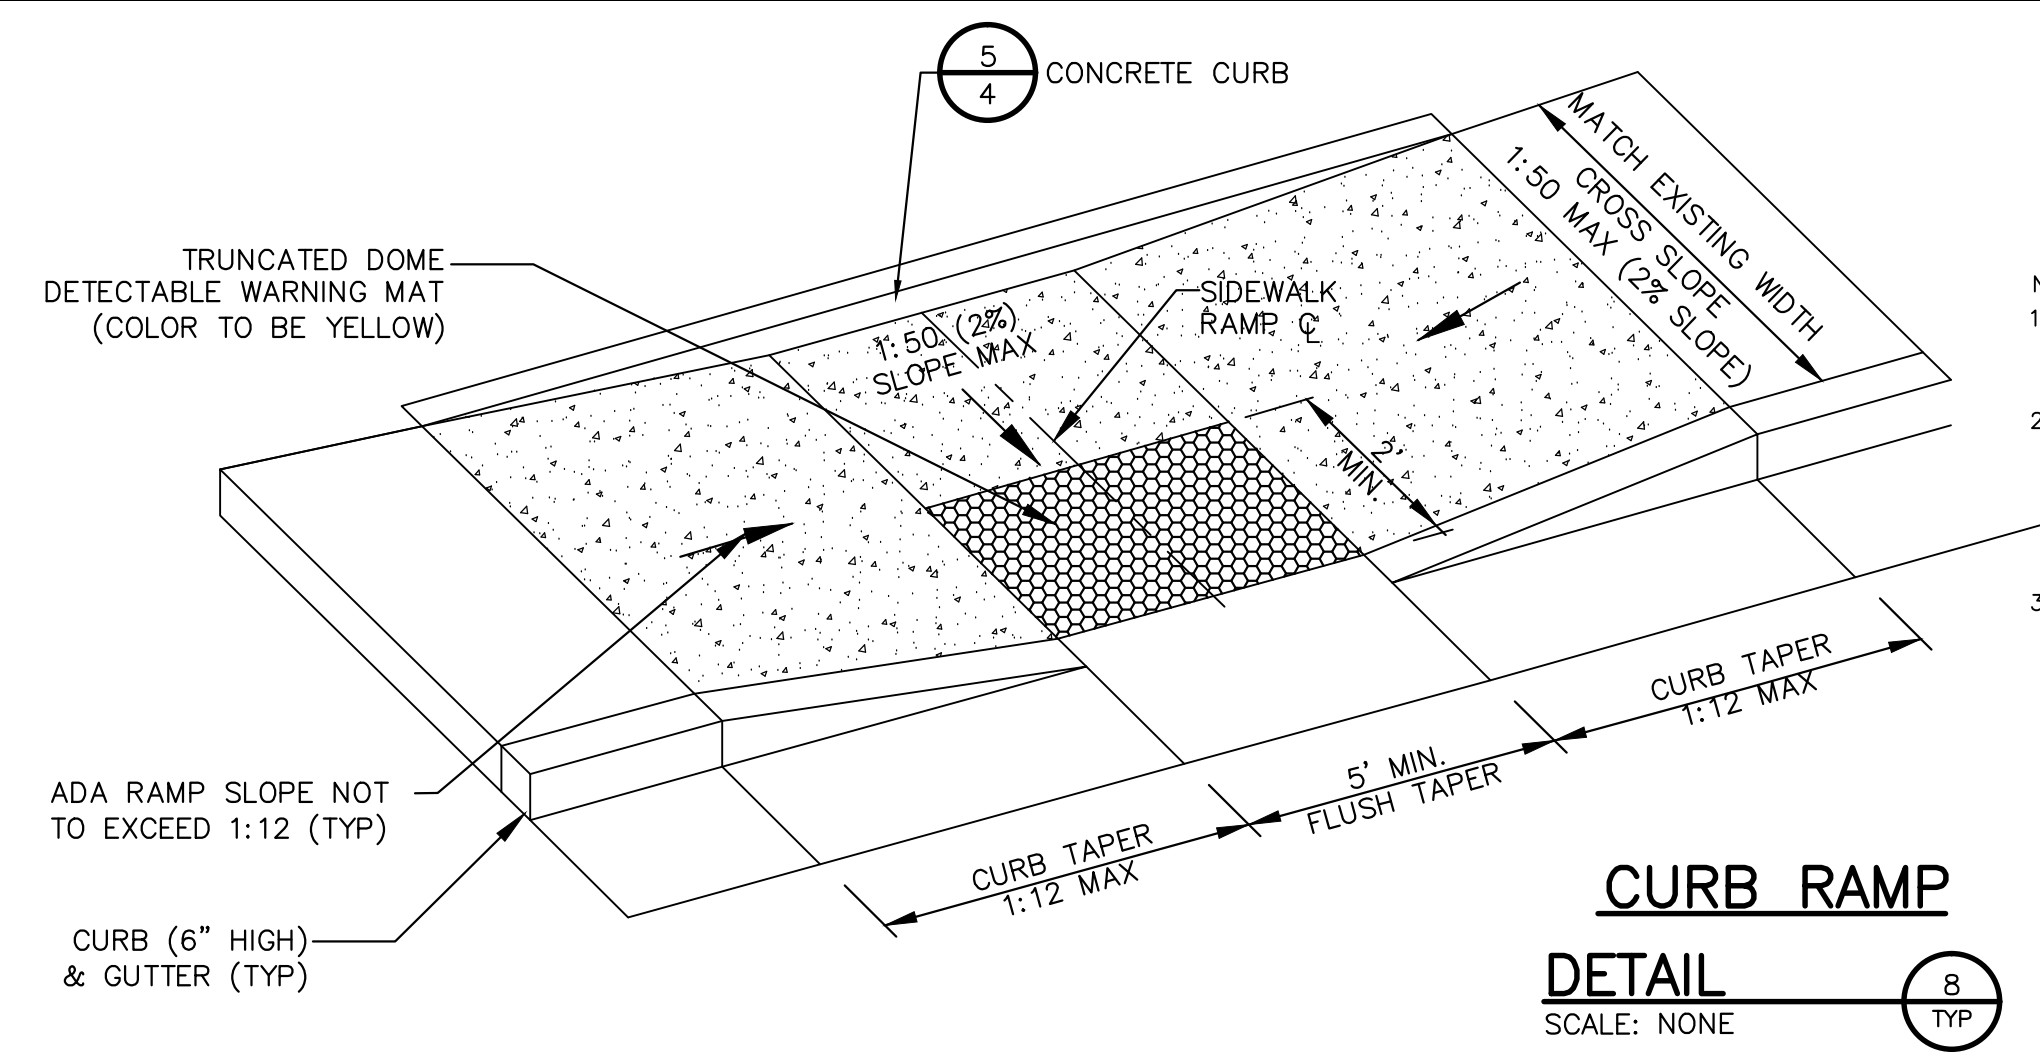 5
4
CONCRETE CURB
MATCH EXISTING WIDTH
CROSS SLOPE
1:50 MAX (2% SLOPE)
TRUNCATED DOME
DETECTABLE WARNING MAT
(COLOR TO BE YELLOW)
1:50 (2%)
SLOPE MAX
SIDEWALK
RAMP ℄
2'
MIN.
N
1
2
3
ADA RAMP SLOPE NOT
TO EXCEED 1:12 (TYP)
CURB (6" HIGH)
& GUTTER (TYP)
CURB TAPER
1:12 MAX
5' MIN.
FLUSH TAPER
CURB TAPER
1:12 MAX
CURB RAMP
DETAIL
SCALE: NONE
8
TYP